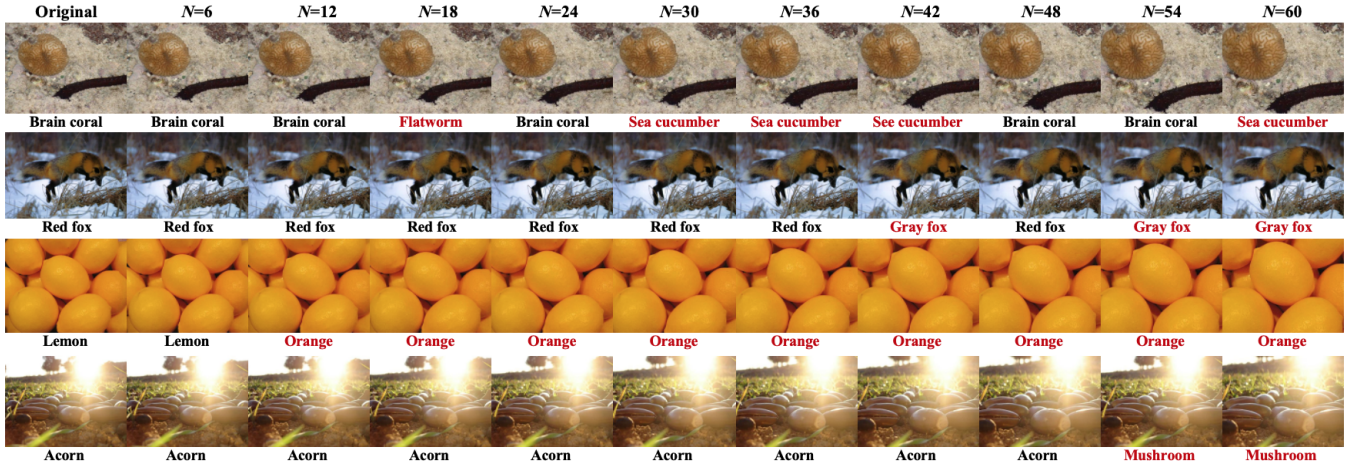 Original N=6 N=12 N=18 N=24 N=30 N=36 N=42 N=48 N=54 N=60
Brain coral Brain coral Brain coral Flatworm Brain coral Sea cucumber Sea cucumber See cucumber Brain coral Brain coral Sea cucumber
Red fox Red fox Red fox Red fox Red fox Red fox Red fox Gray fox Red fox Gray fox Gray fox
Lemon Lemon Orange Orange Orange Orange Orange Orange Orange Orange Orange
Acorn Acorn Acorn Acorn Acorn Acorn Acorn Acorn Acorn Mushroom Mushroom